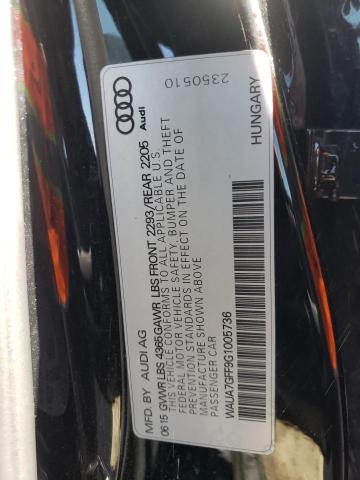 Audi
2350510
MFD. BY AUDI AG
06 15 GVWR LBS 4365 GAWR LBS FRONT 2293/REAR 2205
THIS VEHICLE CONFORMS TO ALL APPLICABLE U.S.
FEDERAL MOTOR VEHICLE SAFETY, BUMPER AND THEFT
PREVENTION STANDARDS IN EFFECT ON THE DATE OF
MANUFACTURE SHOWN ABOVE
PASSENGER CAR
WAUA7GFF9G1005736
HUNGARY